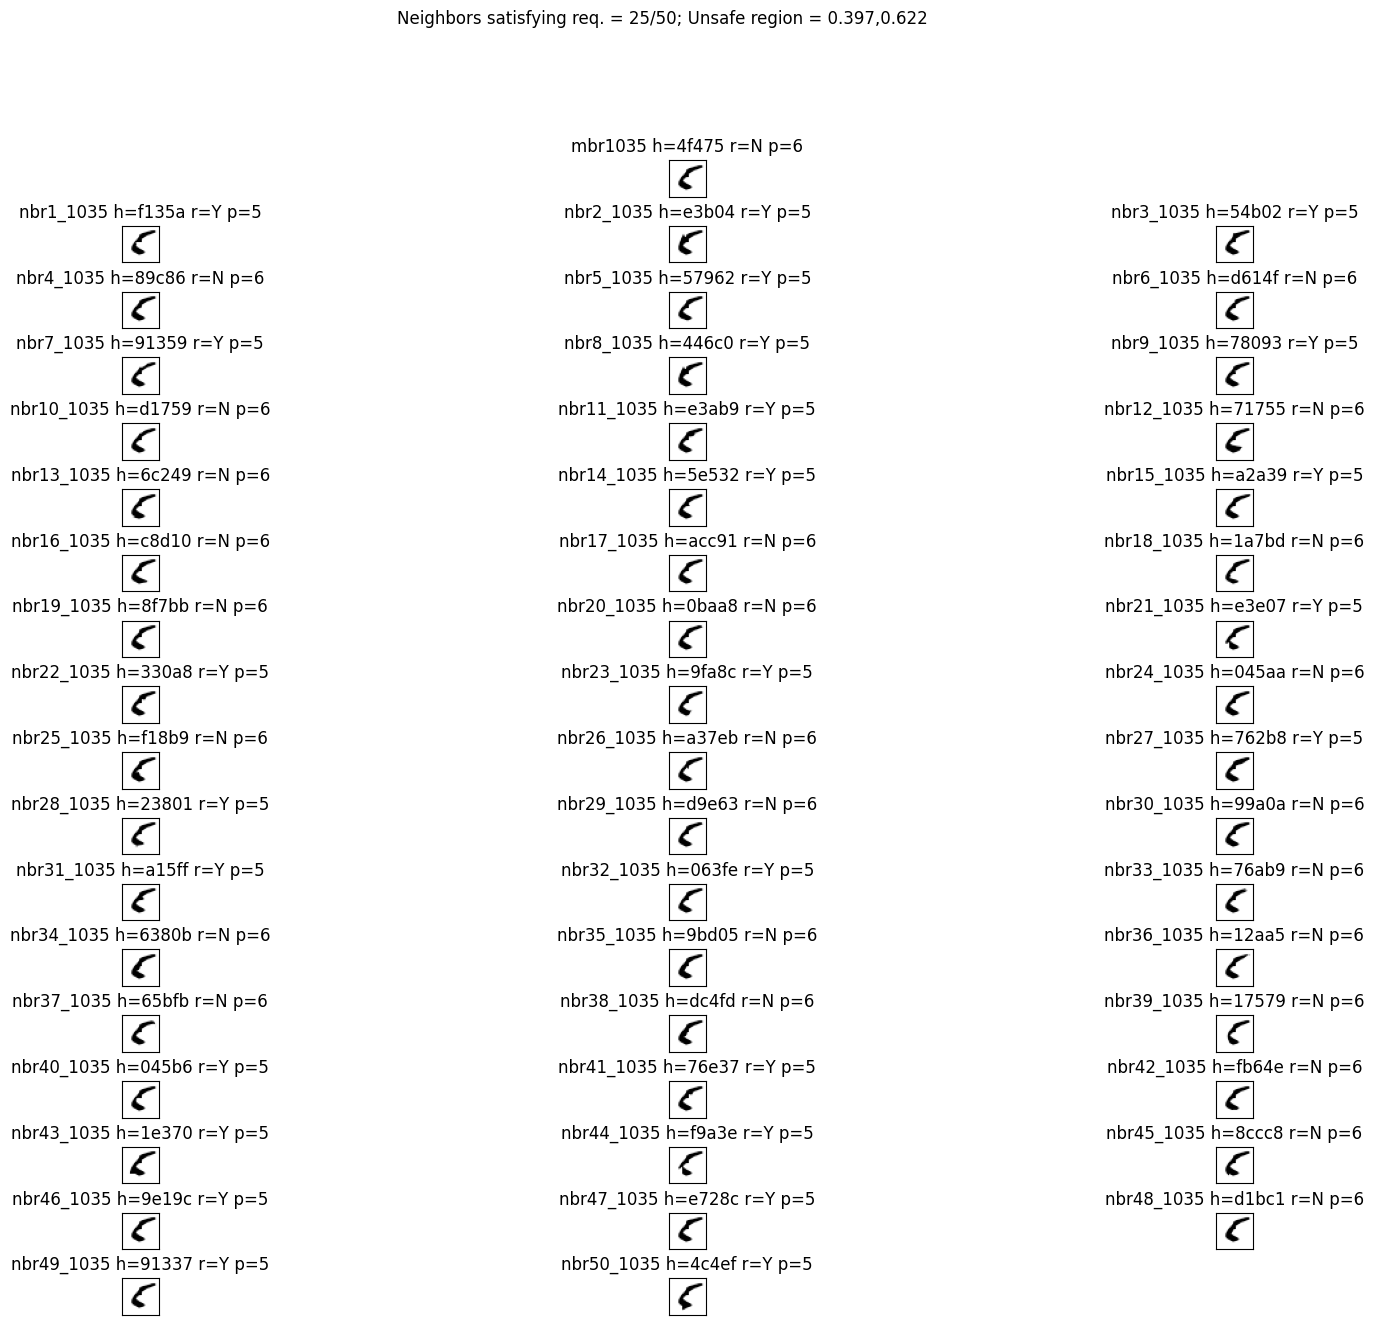 Neighbors satisfying req. = 25/50; Unsafe region = 0.397,0.622
mbr1035 h=4f475 r=N p=6
nbr1_1035 h=f135a r=Y p=5
nbr2_1035 h=e3b04 r=Y p=5
nbr3_1035 h=54b02 r=Y p=5
nbr4_1035 h=89c86 r=N p=6
nbr5_1035 h=57962 r=Y p=5
nbr6_1035 h=d614f r=N p=6
nbr7_1035 h=91359 r=Y p=5
nbr8_1035 h=446c0 r=Y p=5
nbr9_1035 h=78093 r=Y p=5
nbr10_1035 h=d1759 r=N p=6
nbr11_1035 h=e3ab9 r=Y p=5
nbr12_1035 h=71755 r=N p=6
nbr13_1035 h=6c249 r=N p=6
nbr14_1035 h=5e532 r=Y p=5
nbr15_1035 h=a2a39 r=Y p=5
nbr16_1035 h=c8d10 r=N p=6
nbr17_1035 h=acc91 r=N p=6
nbr18_1035 h=1a7bd r=N p=6
nbr19_1035 h=8f7bb r=N p=6
nbr20_1035 h=0baa8 r=N p=6
nbr21_1035 h=e3e07 r=Y p=5
nbr22_1035 h=330a8 r=Y p=5
nbr23_1035 h=9fa8c r=Y p=5
nbr24_1035 h=045aa r=N p=6
nbr25_1035 h=f18b9 r=N p=6
nbr26_1035 h=a37eb r=N p=6
nbr27_1035 h=762b8 r=Y p=5
nbr28_1035 h=23801 r=Y p=5
nbr29_1035 h=d9e63 r=N p=6
nbr30_1035 h=99a0a r=N p=6
nbr31_1035 h=a15ff r=Y p=5
nbr32_1035 h=063fe r=Y p=5
nbr33_1035 h=76ab9 r=N p=6
nbr34_1035 h=6380b r=N p=6
nbr35_1035 h=9bd05 r=N p=6
nbr36_1035 h=12aa5 r=N p=6
nbr37_1035 h=65bfb r=N p=6
nbr38_1035 h=dc4fd r=N p=6
nbr39_1035 h=17579 r=N p=6
nbr40_1035 h=045b6 r=Y p=5
nbr41_1035 h=76e37 r=Y p=5
nbr42_1035 h=fb64e r=N p=6
nbr43_1035 h=1e370 r=Y p=5
nbr44_1035 h=f9a3e r=Y p=5
nbr45_1035 h=8ccc8 r=N p=6
nbr46_1035 h=9e19c r=Y p=5
nbr47_1035 h=e728c r=Y p=5
nbr48_1035 h=d1bc1 r=N p=6
nbr49_1035 h=91337 r=Y p=5
nbr50_1035 h=4c4ef r=Y p=5